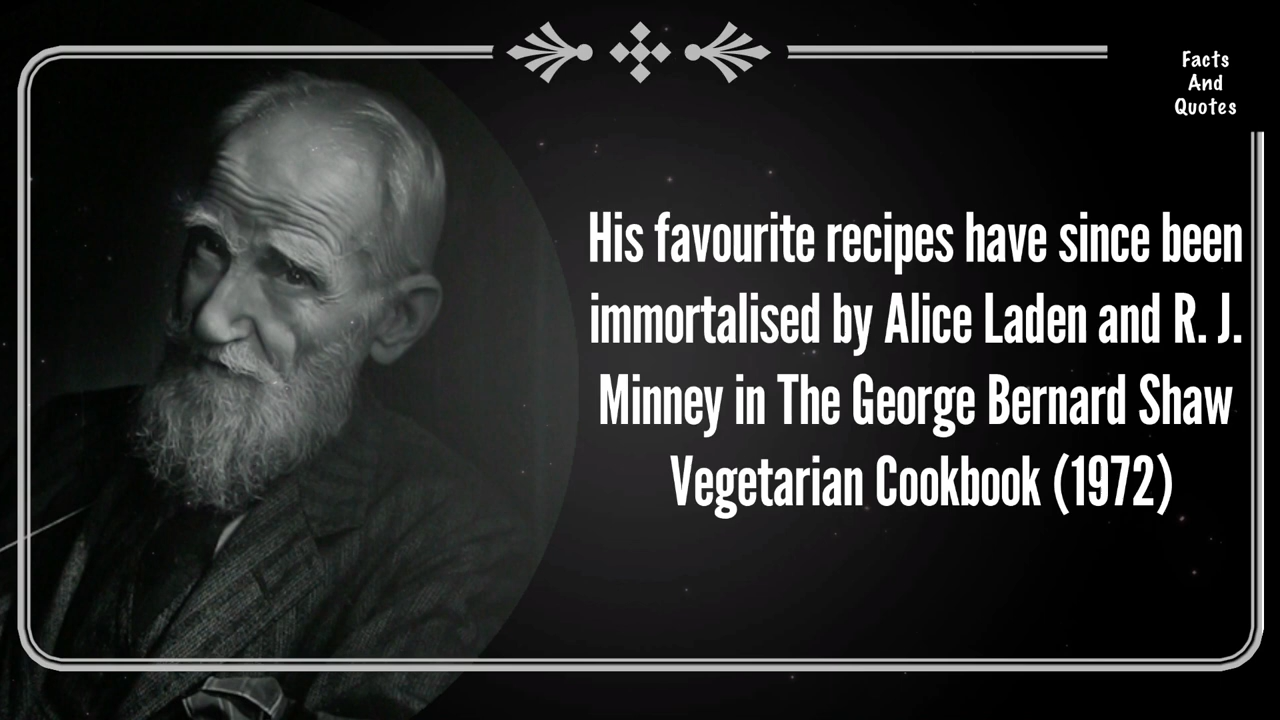 Facts
And
Quotes
His favourite recipes have since been
immortalised by Alice Laden and R. J.
Minney in The George Bernard Shaw
Vegetarian Cookbook (1972)